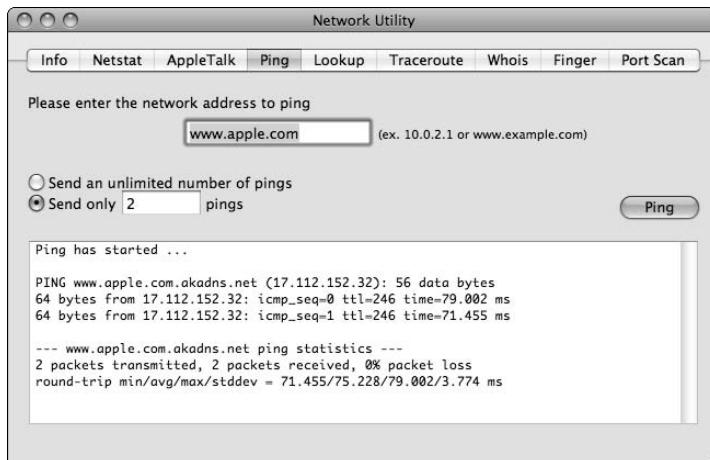 Network Utility
Info Netstat AppleTalk Ping Lookup Traceroute Whois Finger Port Scan
Please enter the network address to ping
www.apple.com (ex. 10.0.2.1 or www.example.com)
Send an unlimited number of pings
Send only 2 pings
Ping
Ping has started ...
PING www.apple.com.akadns.net (17.112.152.32): 56 data bytes
64 bytes from 17.112.152.32: icmp_seq=0 ttl=246 time=79.002 ms
64 bytes from 17.112.152.32: icmp_seq=1 ttl=246 time=71.455 ms
--- www.apple.com.akadns.net ping statistics ---
2 packets transmitted, 2 packets received, 0% packet loss
round-trip min/avg/max/stddev = 71.455/75.228/79.002/3.774 ms